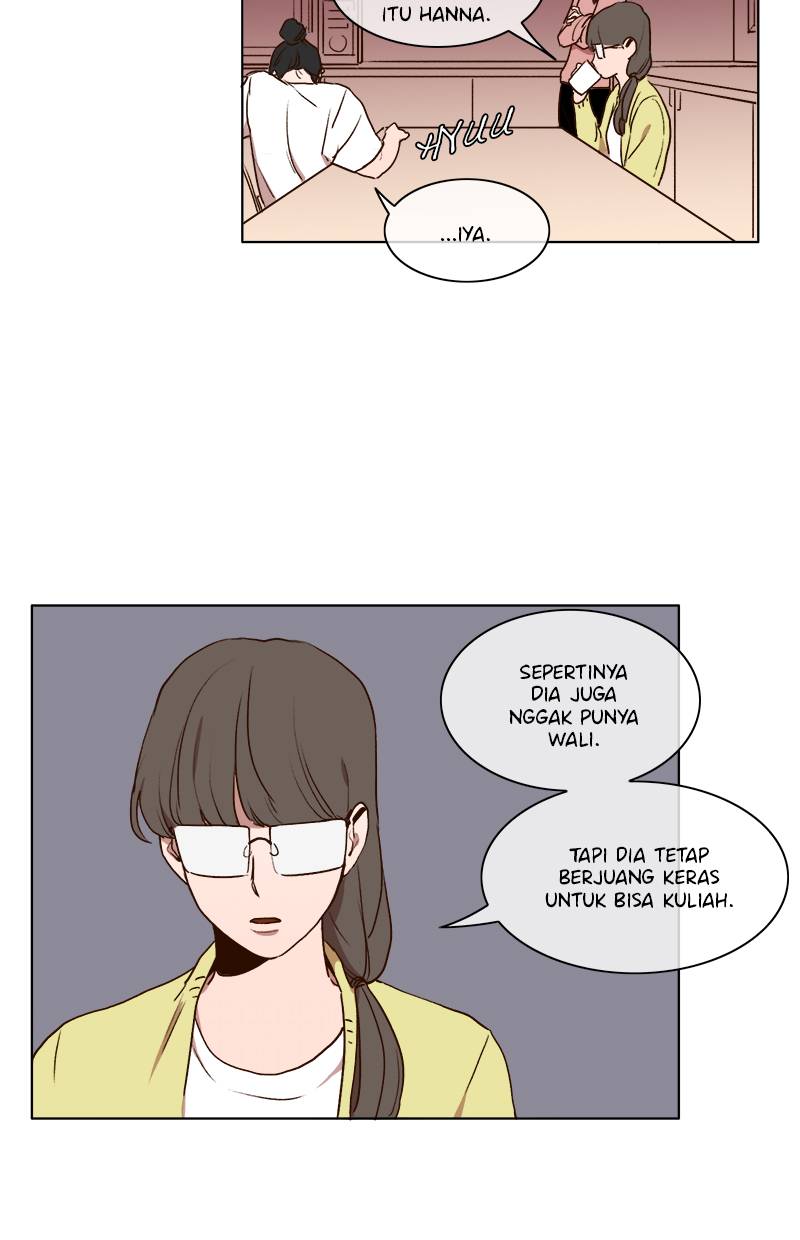 ITU HANNA.
HYUU
...IYA.
SEPERTINYA
DIA JUGA
NGGAK PUNYA
WALI.
TAPI DIA TETAP
BERJUANG KERAS
UNTUK BISA KULIAH.